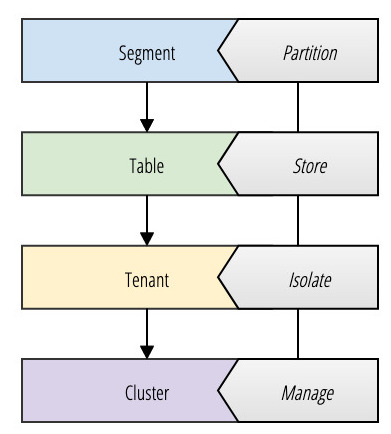 Segment Partition
Table Store
Tenant Isolate
Cluster Manage